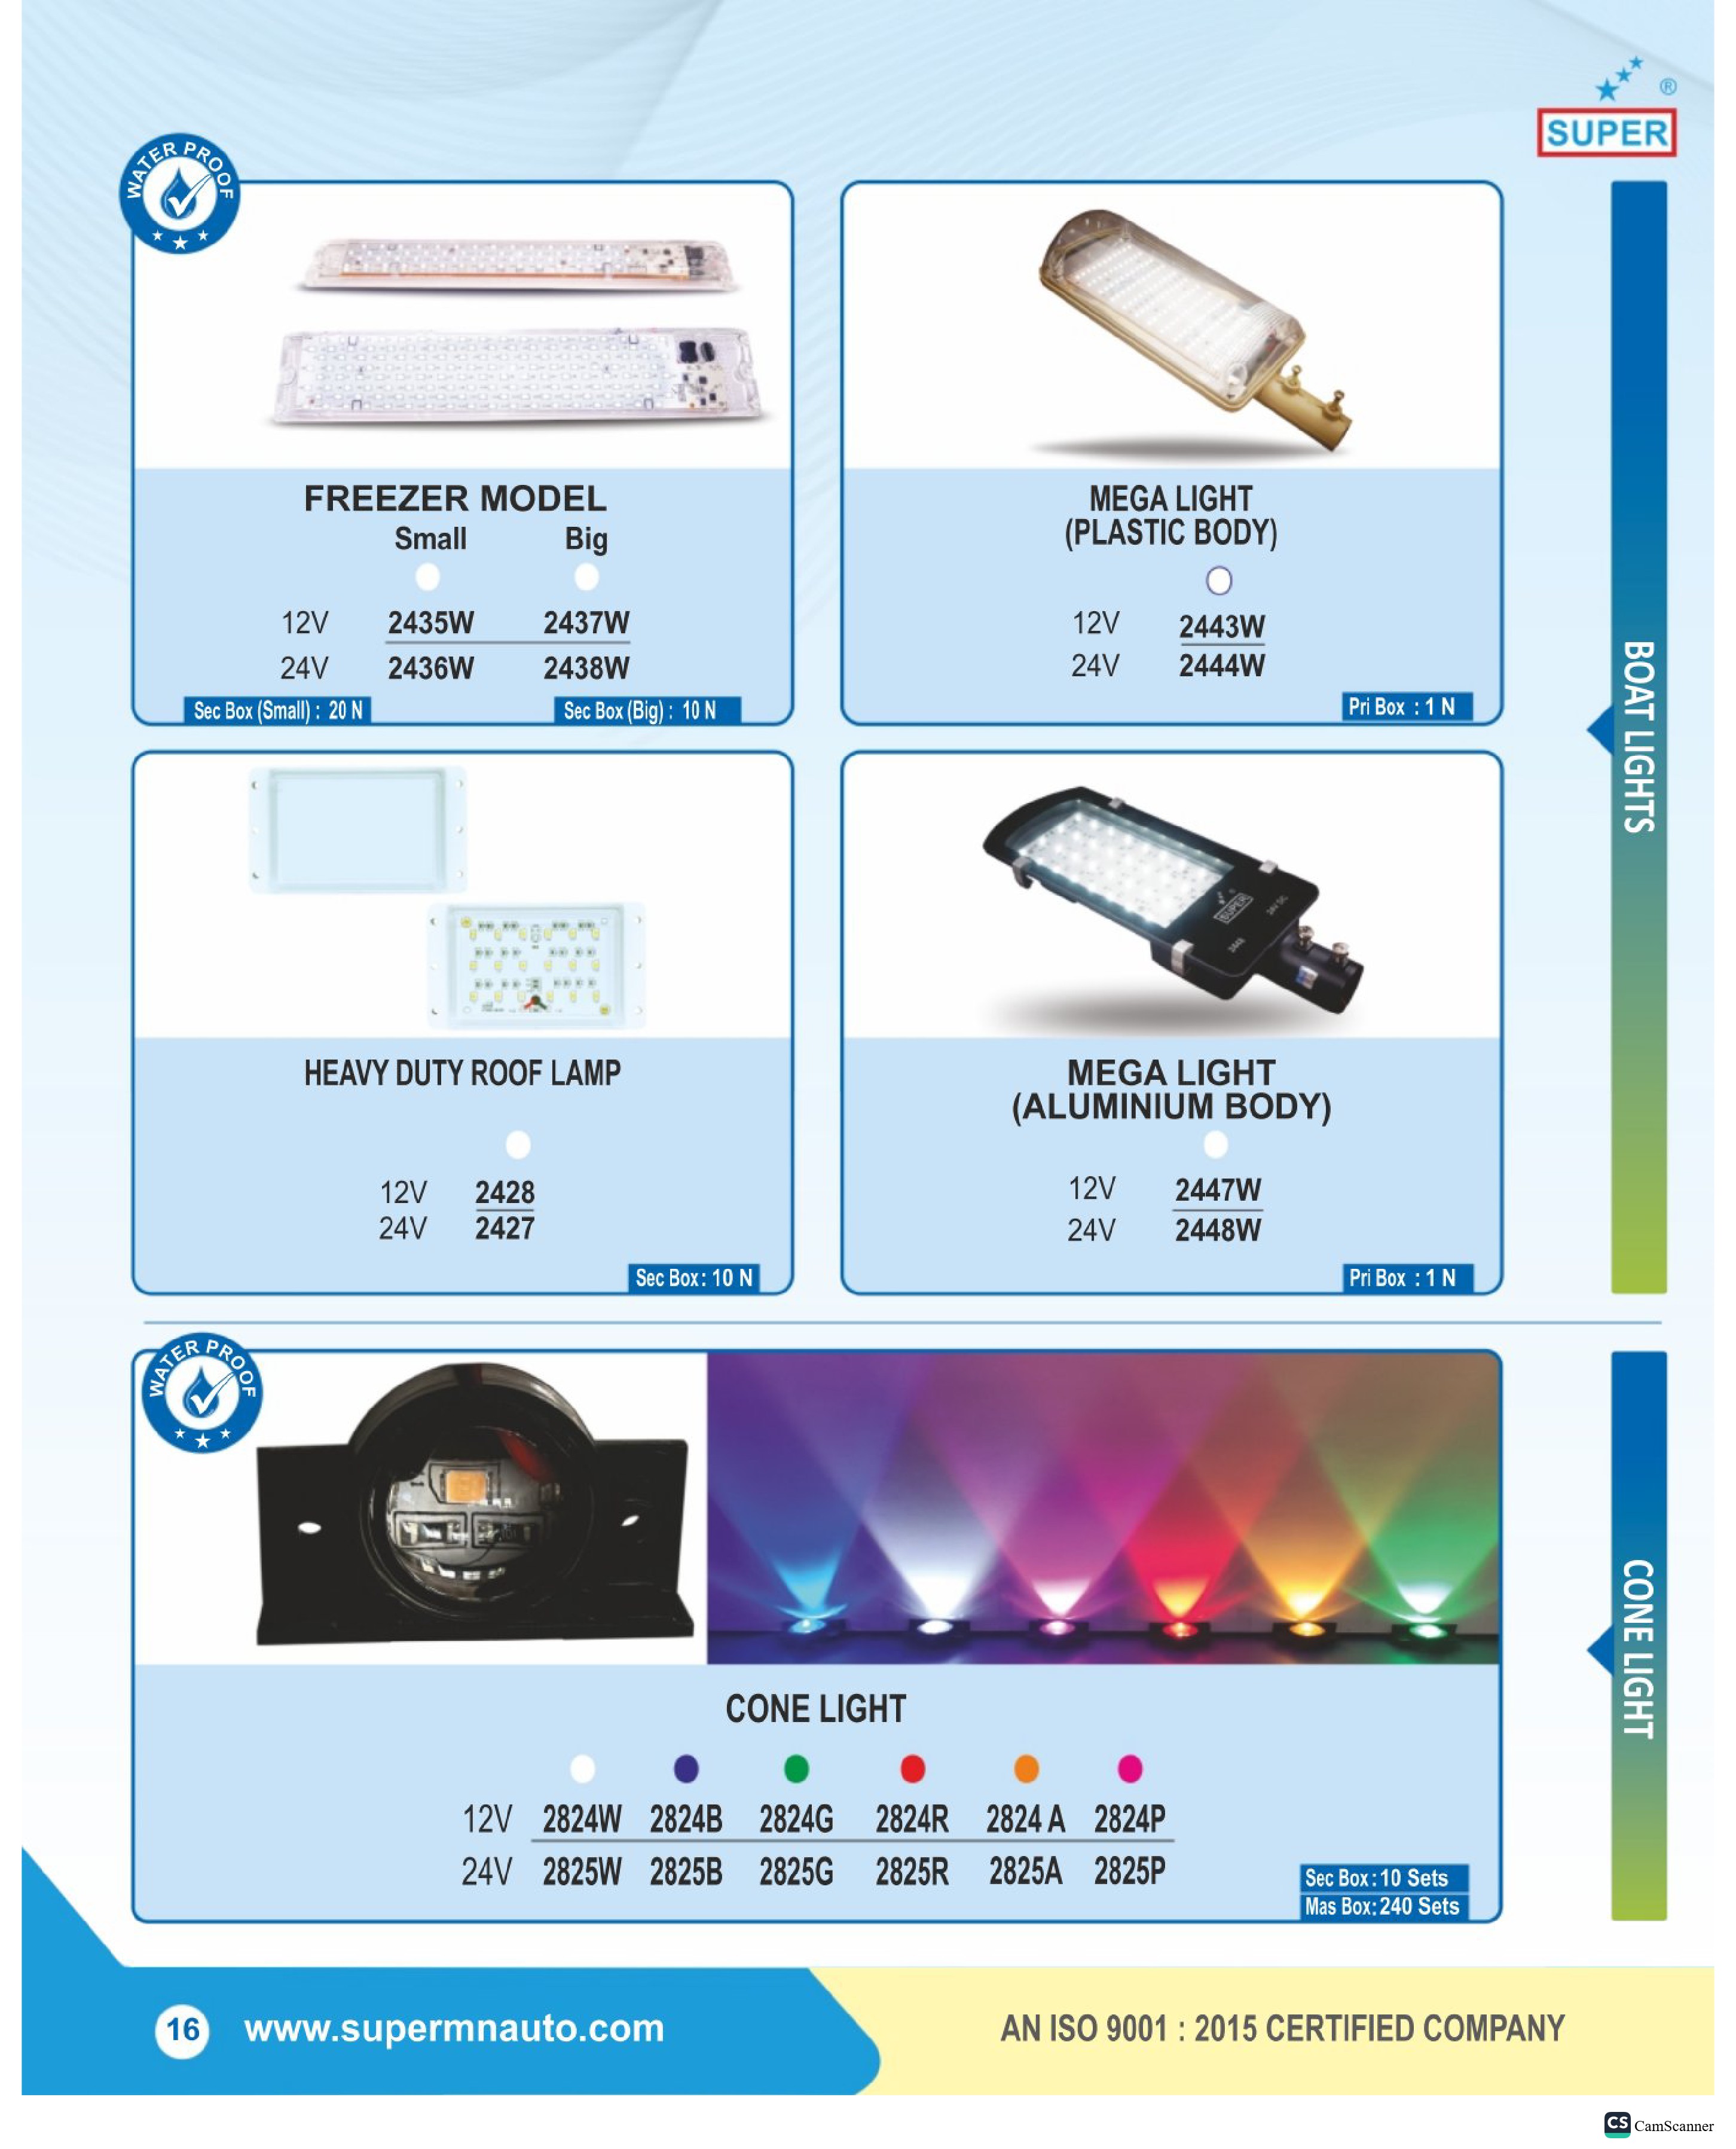 SUPER ®
WATER PROOF
FREEZER MODEL
Small Big
12V 2435W 2437W
24V 2436W 2438W
Sec Box (Small) : 20 N Sec Box (Big) : 10 N
MEGA LIGHT
(PLASTIC BODY)
12V 2443W
24V 2444W
Pri Box : 1 N
BOAT LIGHTS
HEAVY DUTY ROOF LAMP
12V 2428
24V 2427
Sec Box : 10 N
SUPER
24V DC
2448
MEGA LIGHT
(ALUMINIUM BODY)
12V 2447W
24V 2448W
Pri Box : 1 N
WATER PROOF
CONE LIGHT
CONE LIGHT
12V 2824W 2824B 2824G 2824R 2824 A 2824P
24V 2825W 2825B 2825G 2825R 2825A 2825P
Sec Box : 10 Sets
Mas Box: 240 Sets
16 www.supermnauto.com
AN ISO 9001 : 2015 CERTIFIED COMPANY
CS CamScanner